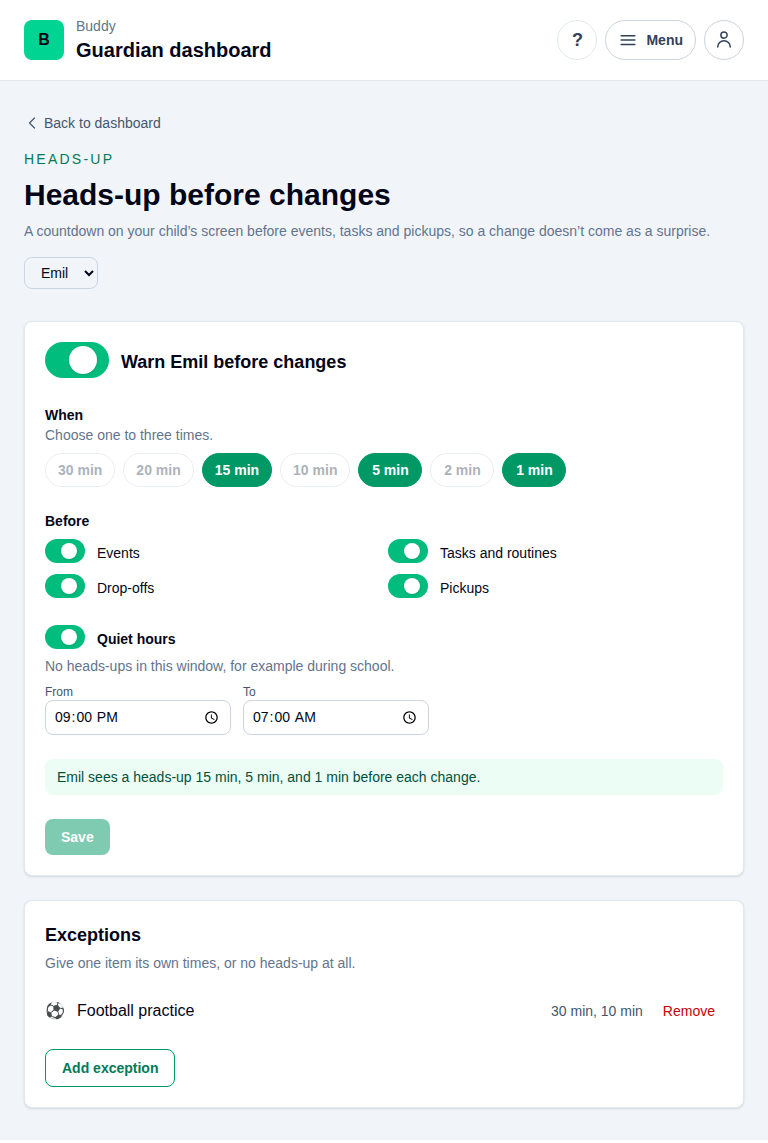 B
Buddy
Guardian dashboard
?
Menu
Back to dashboard
HEADS-UP
Heads-up before changes
A countdown on your child’s screen before events, tasks and pickups, so a change doesn’t come as a surprise.
Emil
Warn Emil before changes
When
Choose one to three times.
30 min 20 min 15 min 10 min 5 min 2 min 1 min
Before
Events Tasks and routines
Drop-offs Pickups
Quiet hours
No heads-ups in this window, for example during school.
From To
09:00 PM 07:00 AM
Emil sees a heads-up 15 min, 5 min, and 1 min before each change.
Save
Exceptions
Give one item its own times, or no heads-up at all.
Football practice 30 min, 10 min Remove
Add exception